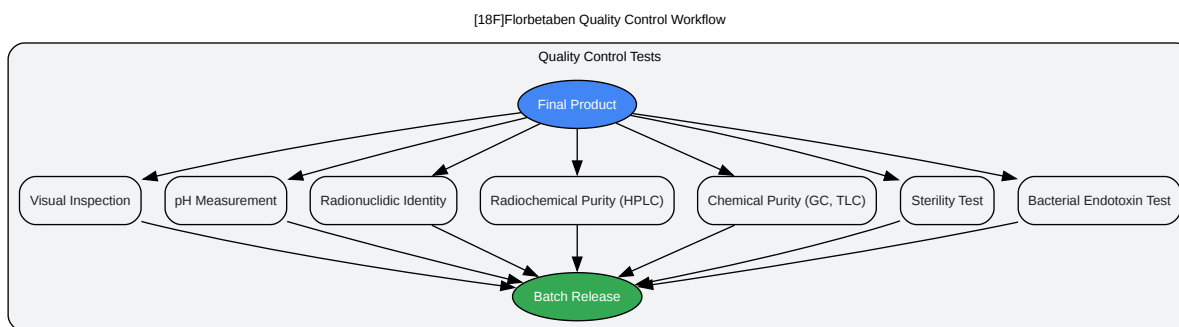 [18F]Florbetaben Quality Control Workflow
Quality Control Tests
Final Product
Visual Inspection
pH Measurement
Radionuclidic Identity
Radiochemical Purity (HPLC)
Chemical Purity (GC, TLC)
Sterility Test
Bacterial Endotoxin Test
Batch Release